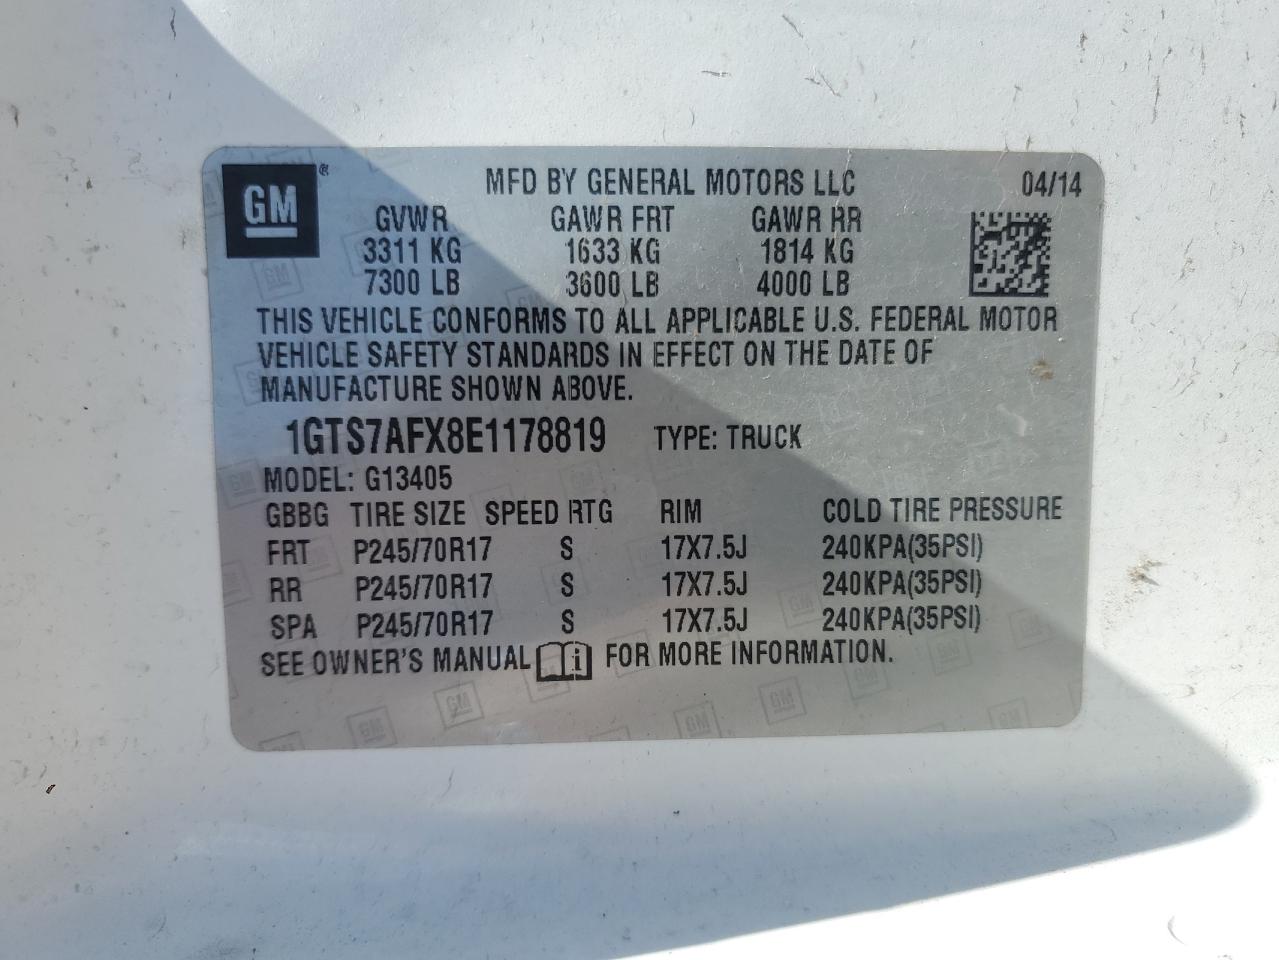 GM® MFD BY GENERAL MOTORS LLC 04/14
GVWR GAWR FRT GAWR RR
3311 KG 1633 KG 1814 KG
7300 LB 3600 LB 4000 LB
THIS VEHICLE CONFORMS TO ALL APPLICABLE U.S. FEDERAL MOTOR
VEHICLE SAFETY STANDARDS IN EFFECT ON THE DATE OF
MANUFACTURE SHOWN ABOVE.
1GTS7AFX8E1178819 TYPE: TRUCK
MODEL: G13405
GBBG TIRE SIZE SPEED RTG RIM COLD TIRE PRESSURE
FRT P245/70R17 S 17X7.5J 240KPA(35PSI)
RR P245/70R17 S 17X7.5J 240KPA(35PSI)
SPA P245/70R17 S 17X7.5J 240KPA(35PSI)
SEE OWNER'S MANUAL i FOR MORE INFORMATION.